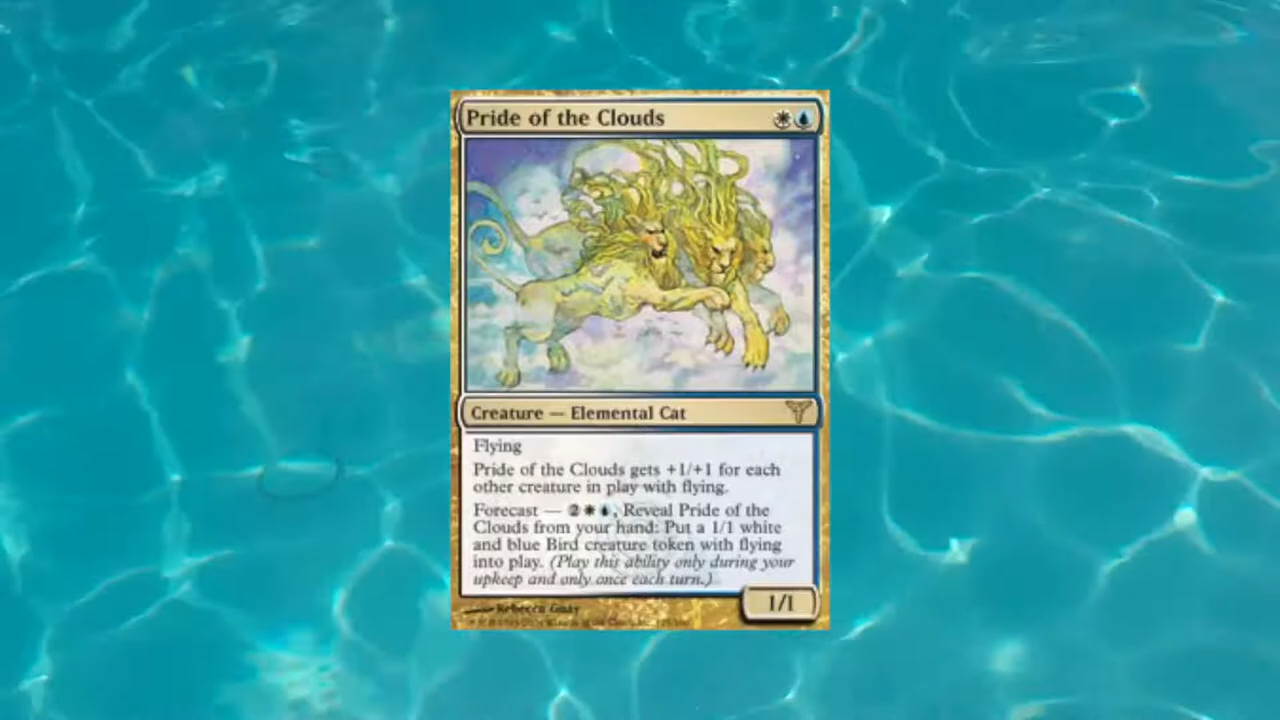 Pride of the Clouds
Creature — Elemental Cat
Flying
Pride of the Clouds gets +1/+1 for each
other creature in play with flying.
Forecast — 2, Reveal Pride of the
Clouds from your hand: Put a 1/1 white
and blue Bird creature token with flying
into play. (Play this ability only during your
upkeep and only once each turn.)
1/1
Rebecca Guay